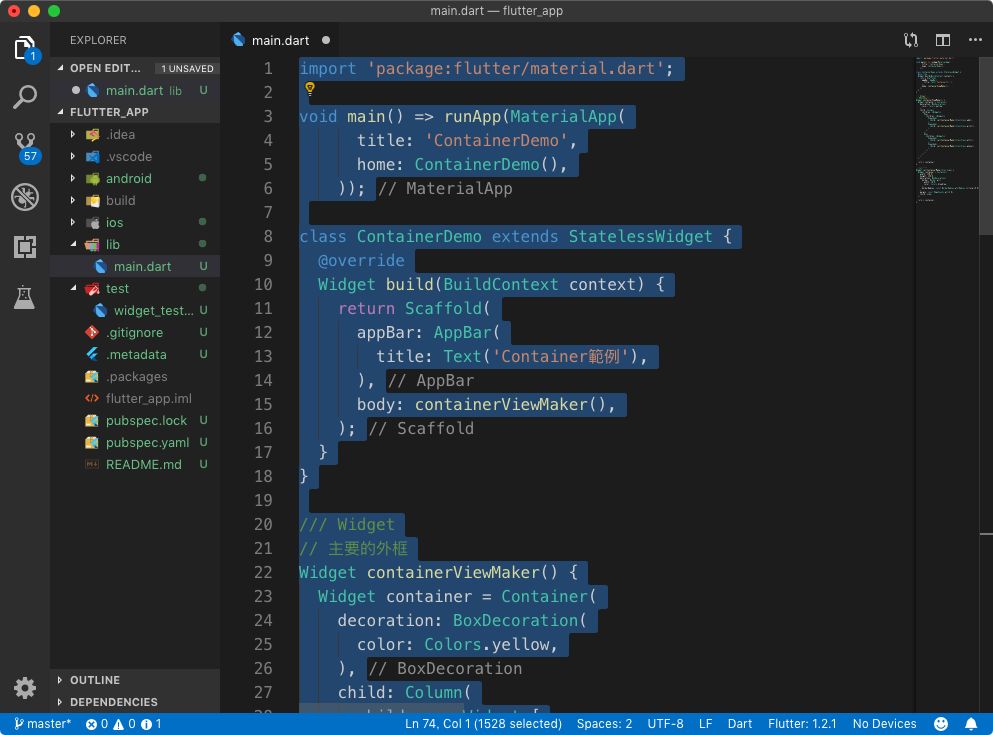 main.dart — flutter_app
EXPLORER
OPEN EDIT... 1 UNSAVED
main.dart lib U
FLUTTER_APP
.idea
.vscode
android
build
ios
lib
main.dart U
test
widget_test... U
.gitignore U
.metadata U
.packages
flutter_app.iml
pubspec.lock U
pubspec.yaml U
README.md U
OUTLINE
DEPENDENCIES
1
57
main.dart
1 import 'package:flutter/material.dart';
2
3 void main() => runApp(MaterialApp(
4 title: 'ContainerDemo',
5 home: ContainerDemo(),
6 )); // MaterialApp
7
8 class ContainerDemo extends StatelessWidget {
9 @override
10 Widget build(BuildContext context) {
11 return Scaffold(
12 appBar: AppBar(
13 title: Text('Container範例'),
14 ), // AppBar
15 body: containerViewMaker(),
16 ); // Scaffold
17 }
18 }
19
20 /// Widget
21 // 主要的外框
22 Widget containerViewMaker() {
23 Widget container = Container(
24 decoration: BoxDecoration(
25 color: Colors.yellow,
26 ), // BoxDecoration
27 child: Column(
master* 0 0 1 Ln 74, Col 1 (1528 selected) Spaces: 2 UTF-8 LF Dart Flutter: 1.2.1 No Devices